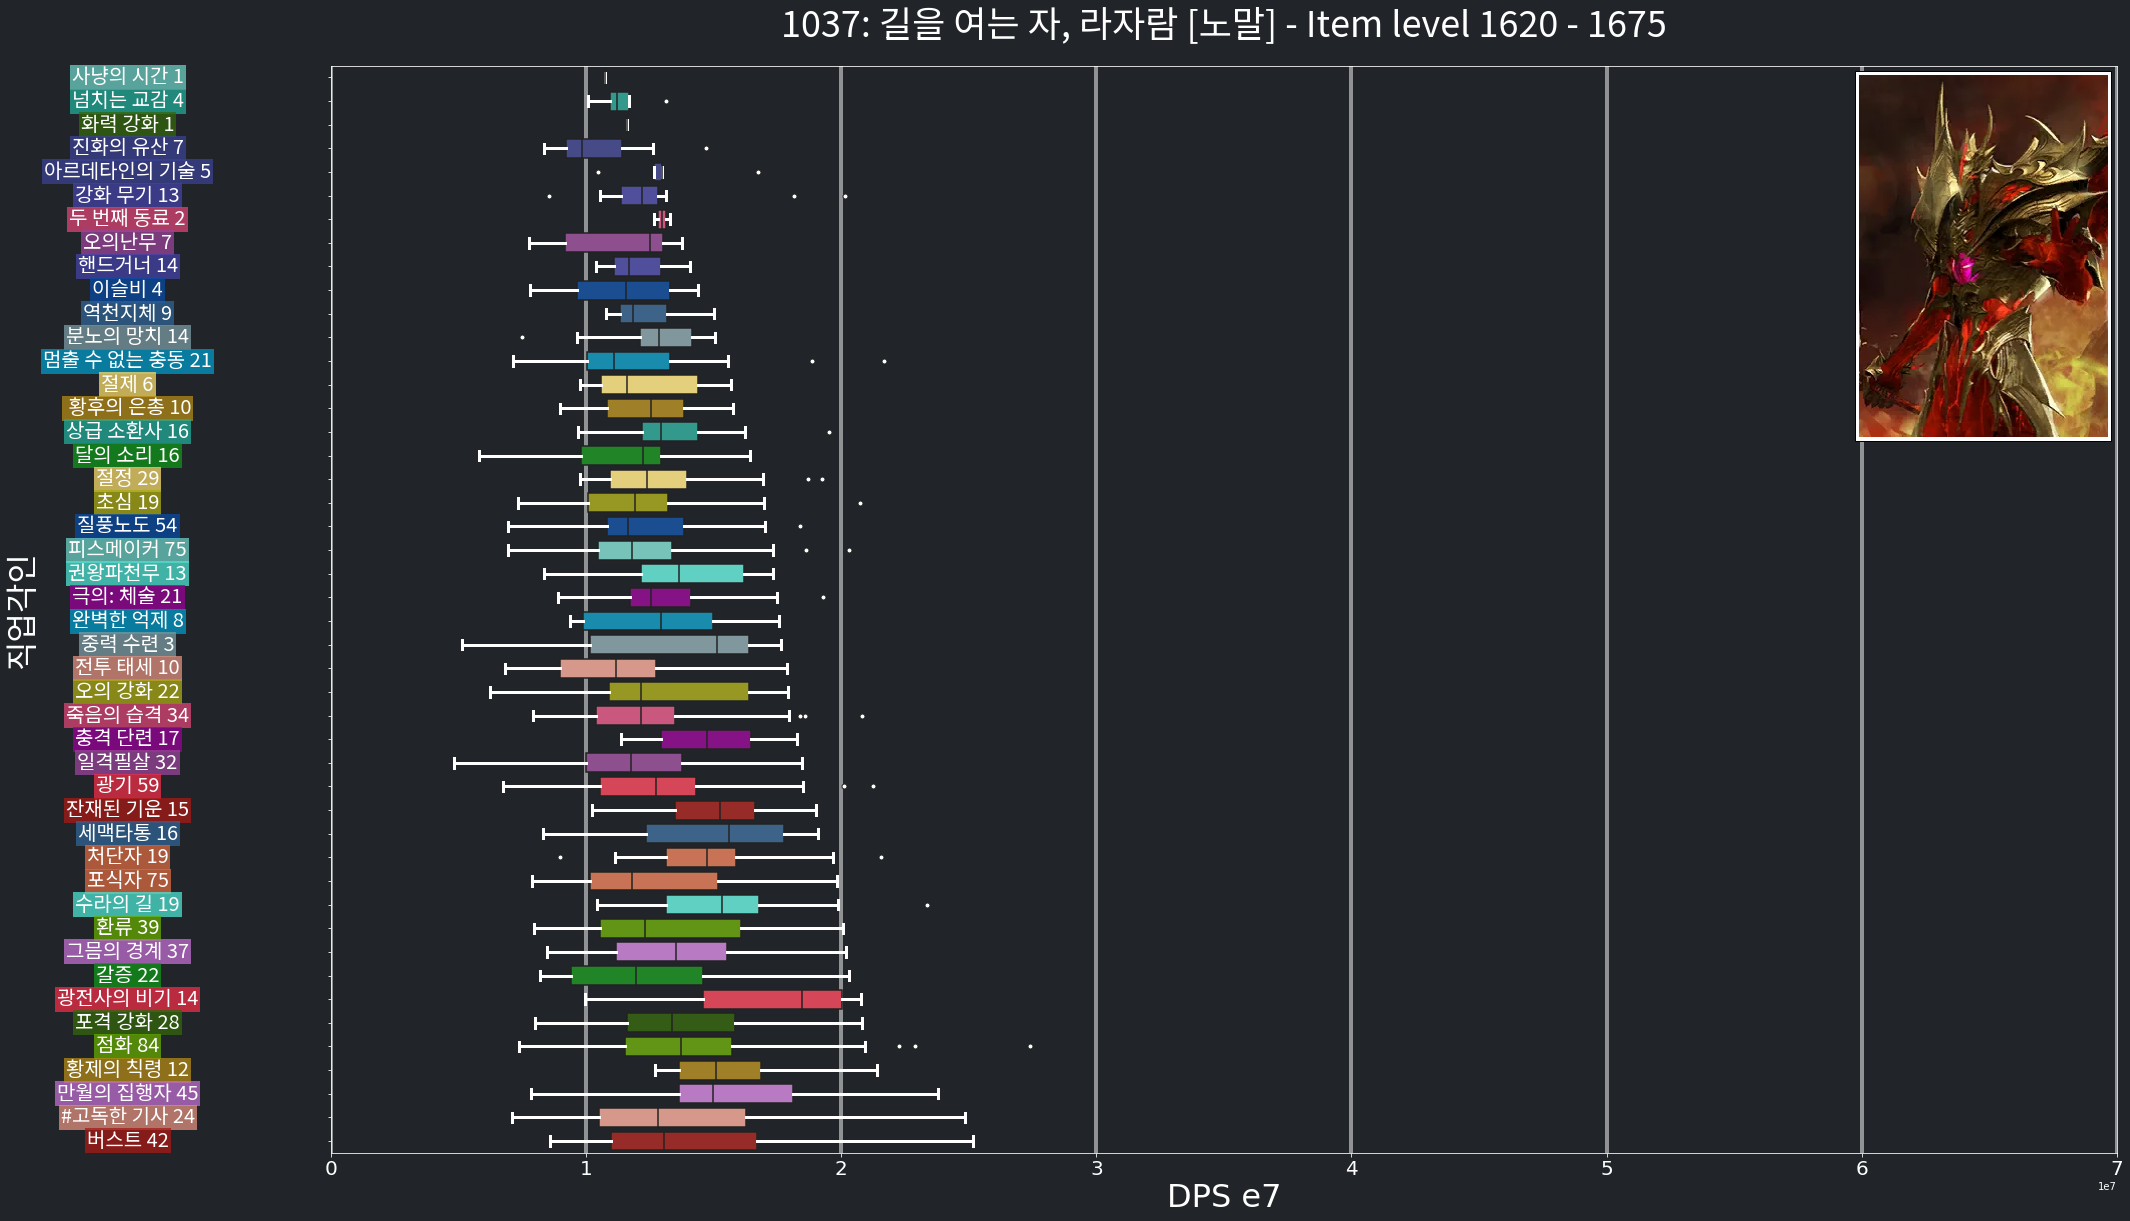 1037: 길을 여는 자, 라자람 [노말] - Item level 1620 - 1675
직업각인
사냥의 시간 1
넘치는 교감 4
화력 강화 1
진화의 유산 7
아르데타인의 기술 5
강화 무기 13
두 번째 동료 2
오의난무 7
핸드거너 14
이슬비 4
역천지체 9
분노의 망치 14
멈출 수 없는 충동 21
절제 6
황후의 은총 10
상급 소환사 16
달의 소리 16
절정 29
초심 19
질풍노도 54
피스메이커 75
권왕파천무 13
극의: 체술 21
완벽한 억제 8
중력 수련 3
전투 태세 10
오의 강화 22
죽음의 습격 34
충격 단련 17
일격필살 32
광기 59
잔재된 기운 15
세맥타통 16
처단자 19
포식자 75
수라의 길 19
환류 39
그믐의 경계 37
갈증 22
광전사의 비기 14
포격 강화 28
점화 84
황제의 칙령 12
만월의 집행자 45
#고독한 기사 24
버스트 42
0 1 2 3 4 5 6 7
1e7
DPS e7